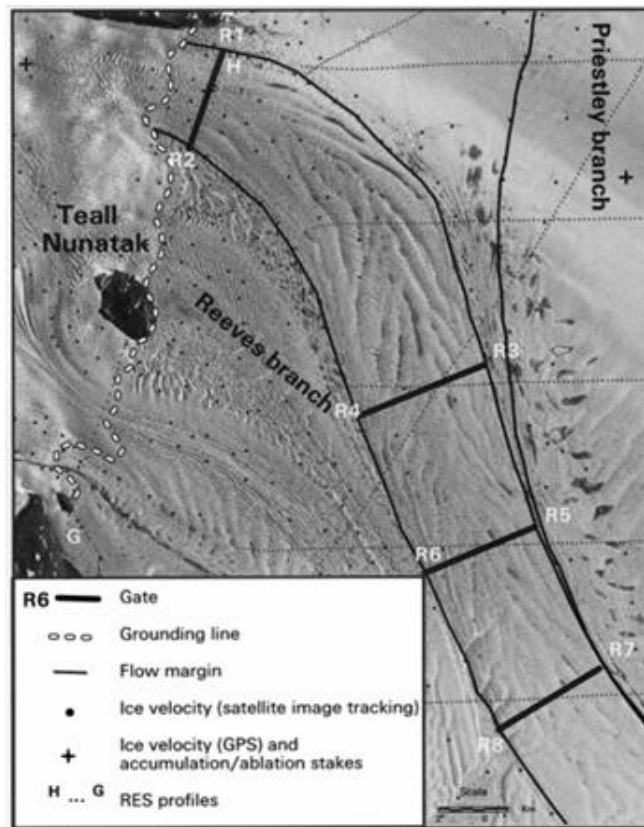 R1
H
R2
Priestley branch
Teall
Nunatak
Reeves branch
R3
R4
R5
R6
G
R7
R8
R6 Gate
Grounding line
Flow margin
Ice velocity (satellite image tracking)
Ice velocity (GPS) and
accumulation/ablation stakes
H ... G RES profiles
Scale
Km